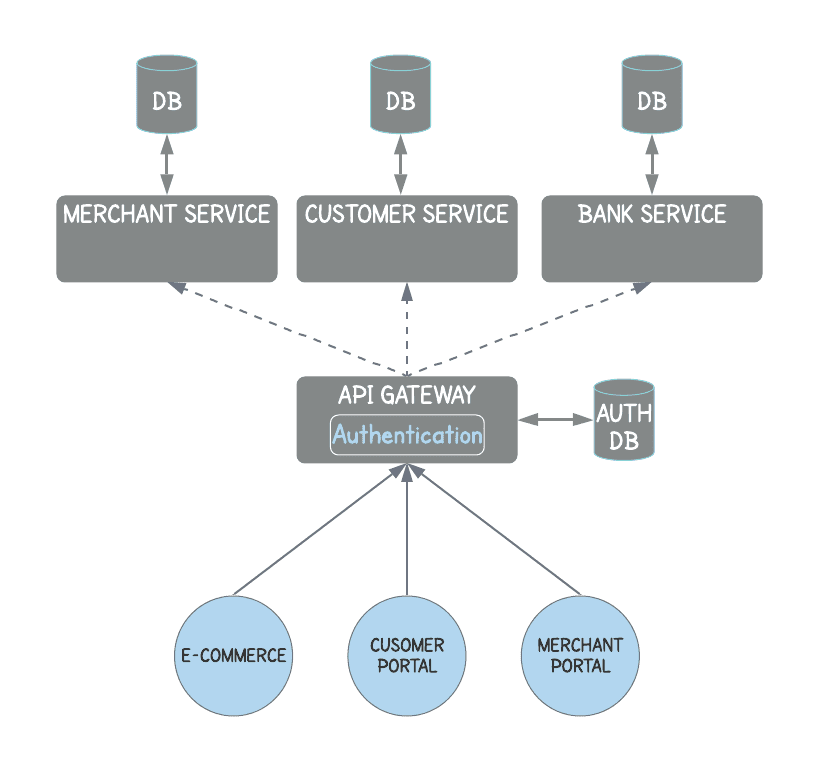 DB
DB
DB
MERCHANT SERVICE
CUSTOMER SERVICE
BANK SERVICE
API GATEWAY
Authentication
AUTH
DB
E-COMMERCE
CUSOMER
PORTAL
MERCHANT
PORTAL